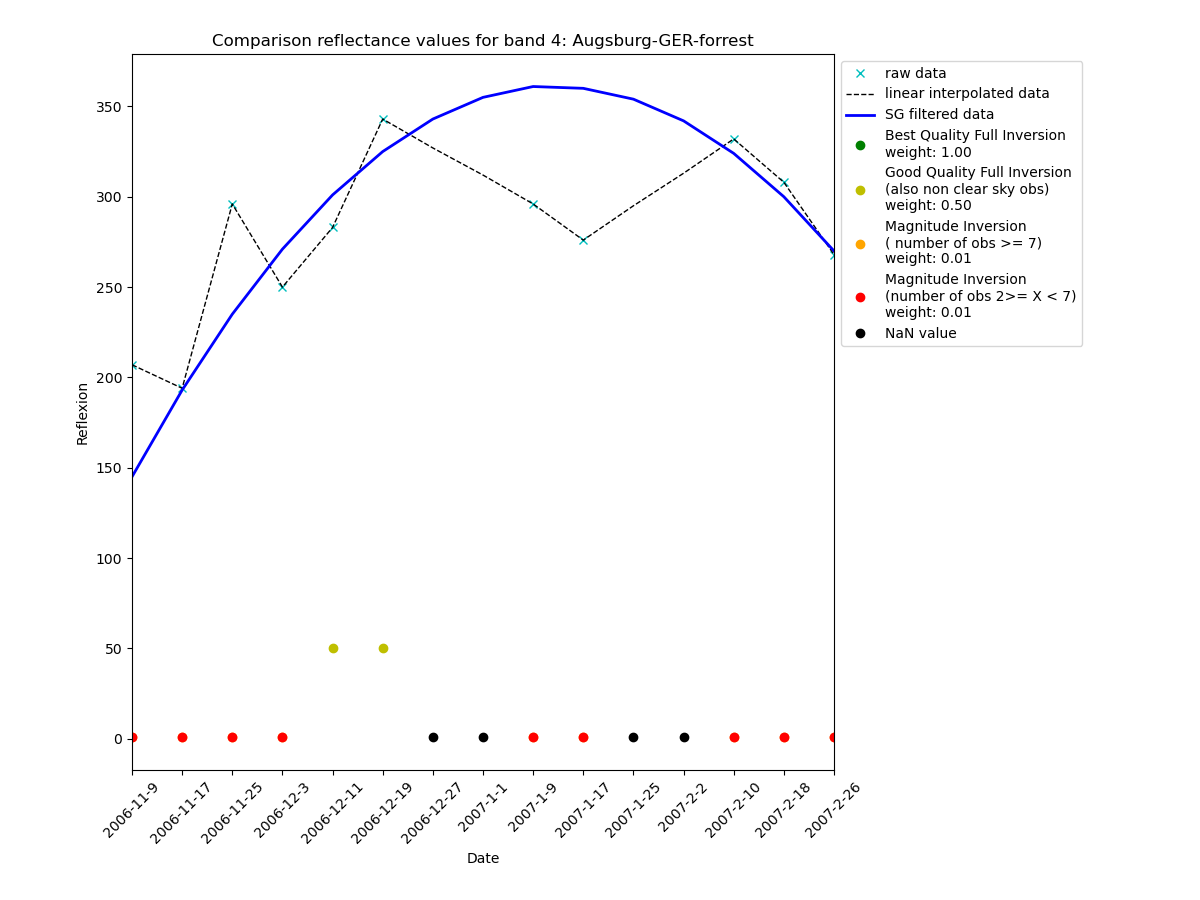 Comparison reflectance values for band 4: Augsburg-GER-forrest
raw data
linear interpolated data
SG filtered data
Best Quality Full Inversion
weight: 1.00
Good Quality Full Inversion
(also non clear sky obs)
weight: 0.50
Magnitude Inversion
( number of obs >= 7)
weight: 0.01
Magnitude Inversion
(number of obs 2>= X < 7)
weight: 0.01
NaN value
350
300
250
200
150
100
50
0
Reflexion
2006-11-9
2006-11-17
2006-11-25
2006-12-3
2006-12-11
2006-12-19
2006-12-27
2007-1-1
2007-1-9
2007-1-17
2007-1-25
2007-2-2
2007-2-10
2007-2-18
2007-2-26
Date